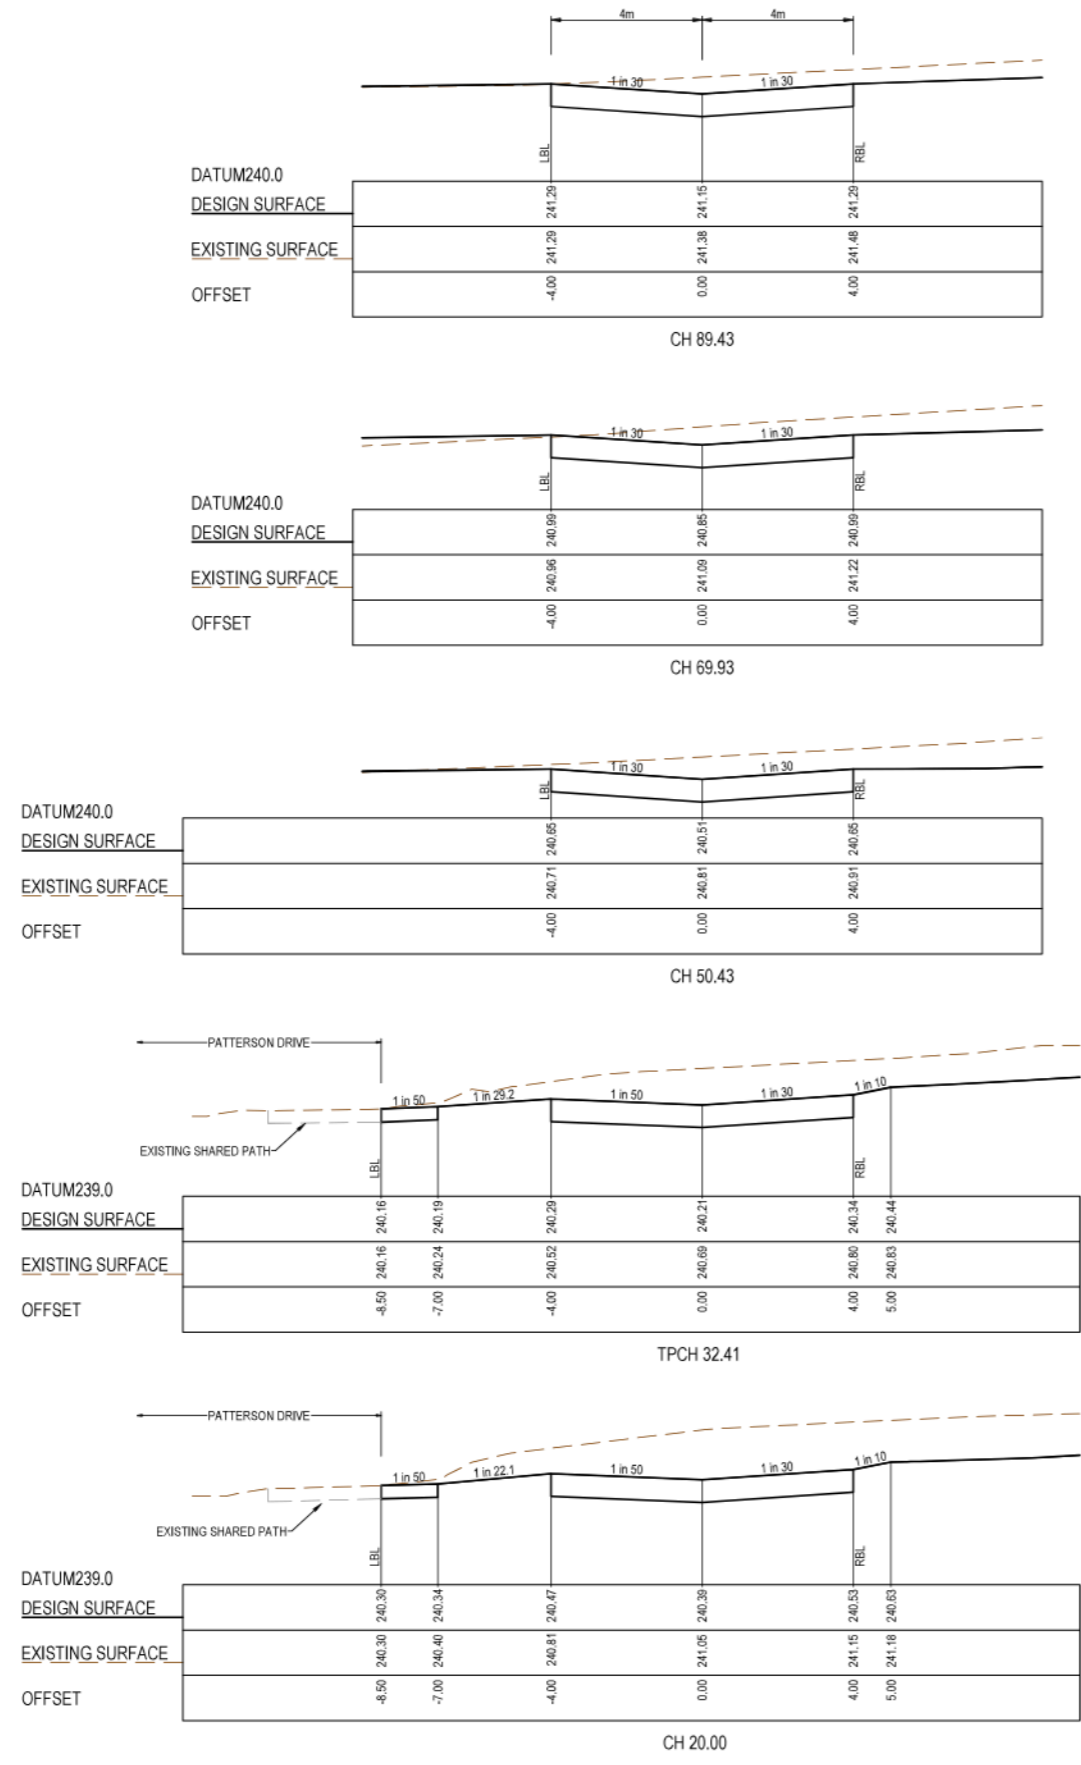 4m 4m
1 in 30 1 in 30
LBL RBL
DATUM240.0
DESIGN SURFACE 241.29 241.15 241.29
EXISTING SURFACE 241.29 241.38 241.48
OFFSET -4.00 0.00 4.00
CH 89.43
1 in 30 1 in 30
LBL RBL
DATUM240.0
DESIGN SURFACE 240.99 240.85 240.99
EXISTING SURFACE 240.96 241.09 241.22
OFFSET -4.00 0.00 4.00
CH 69.93
1 in 30 1 in 30
LBL RBL
DATUM240.0
DESIGN SURFACE 240.65 240.51 240.65
EXISTING SURFACE 240.71 240.81 240.91
OFFSET -4.00 0.00 4.00
CH 50.43
PATTERSON DRIVE
1 in 50 1 in 29.2 1 in 50 1 in 30 1 in 10
EXISTING SHARED PATH
LBL RBL
DATUM239.0
DESIGN SURFACE 240.16 240.19 240.29 240.21 240.34 240.44
EXISTING SURFACE 240.16 240.24 240.52 240.69 240.80 240.83
OFFSET -8.50 -7.00 -4.00 0.00 4.00 5.00
TPCH 32.41
PATTERSON DRIVE
1 in 50 1 in 22.1 1 in 50 1 in 30 1 in 10
EXISTING SHARED PATH
LBL RBL
DATUM239.0
DESIGN SURFACE 240.30 240.34 240.47 240.39 240.53 240.63
EXISTING SURFACE 240.30 240.40 240.81 241.05 241.15 241.18
OFFSET -8.50 -7.00 -4.00 0.00 4.00 5.00
CH 20.00